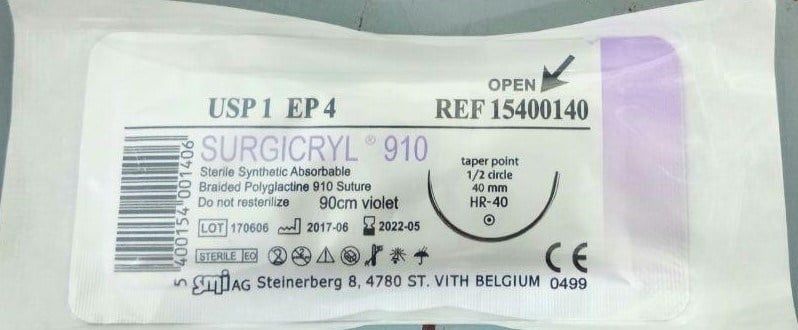 OPEN
USP 1 EP 4
REF 15400140
SURGICRYL® 910
Sterile Synthetic Absorbable
Braided Polyglactine 910 Suture
Do not resterilize 90cm violet
LOT 170606 2017-06 2022-05
STERILE EO
taper point
1/2 circle
40 mm
HR-40
CE
0499
SMI AG Steinerberg 8, 4780 ST. VITH BELGIUM
5 400154 001406